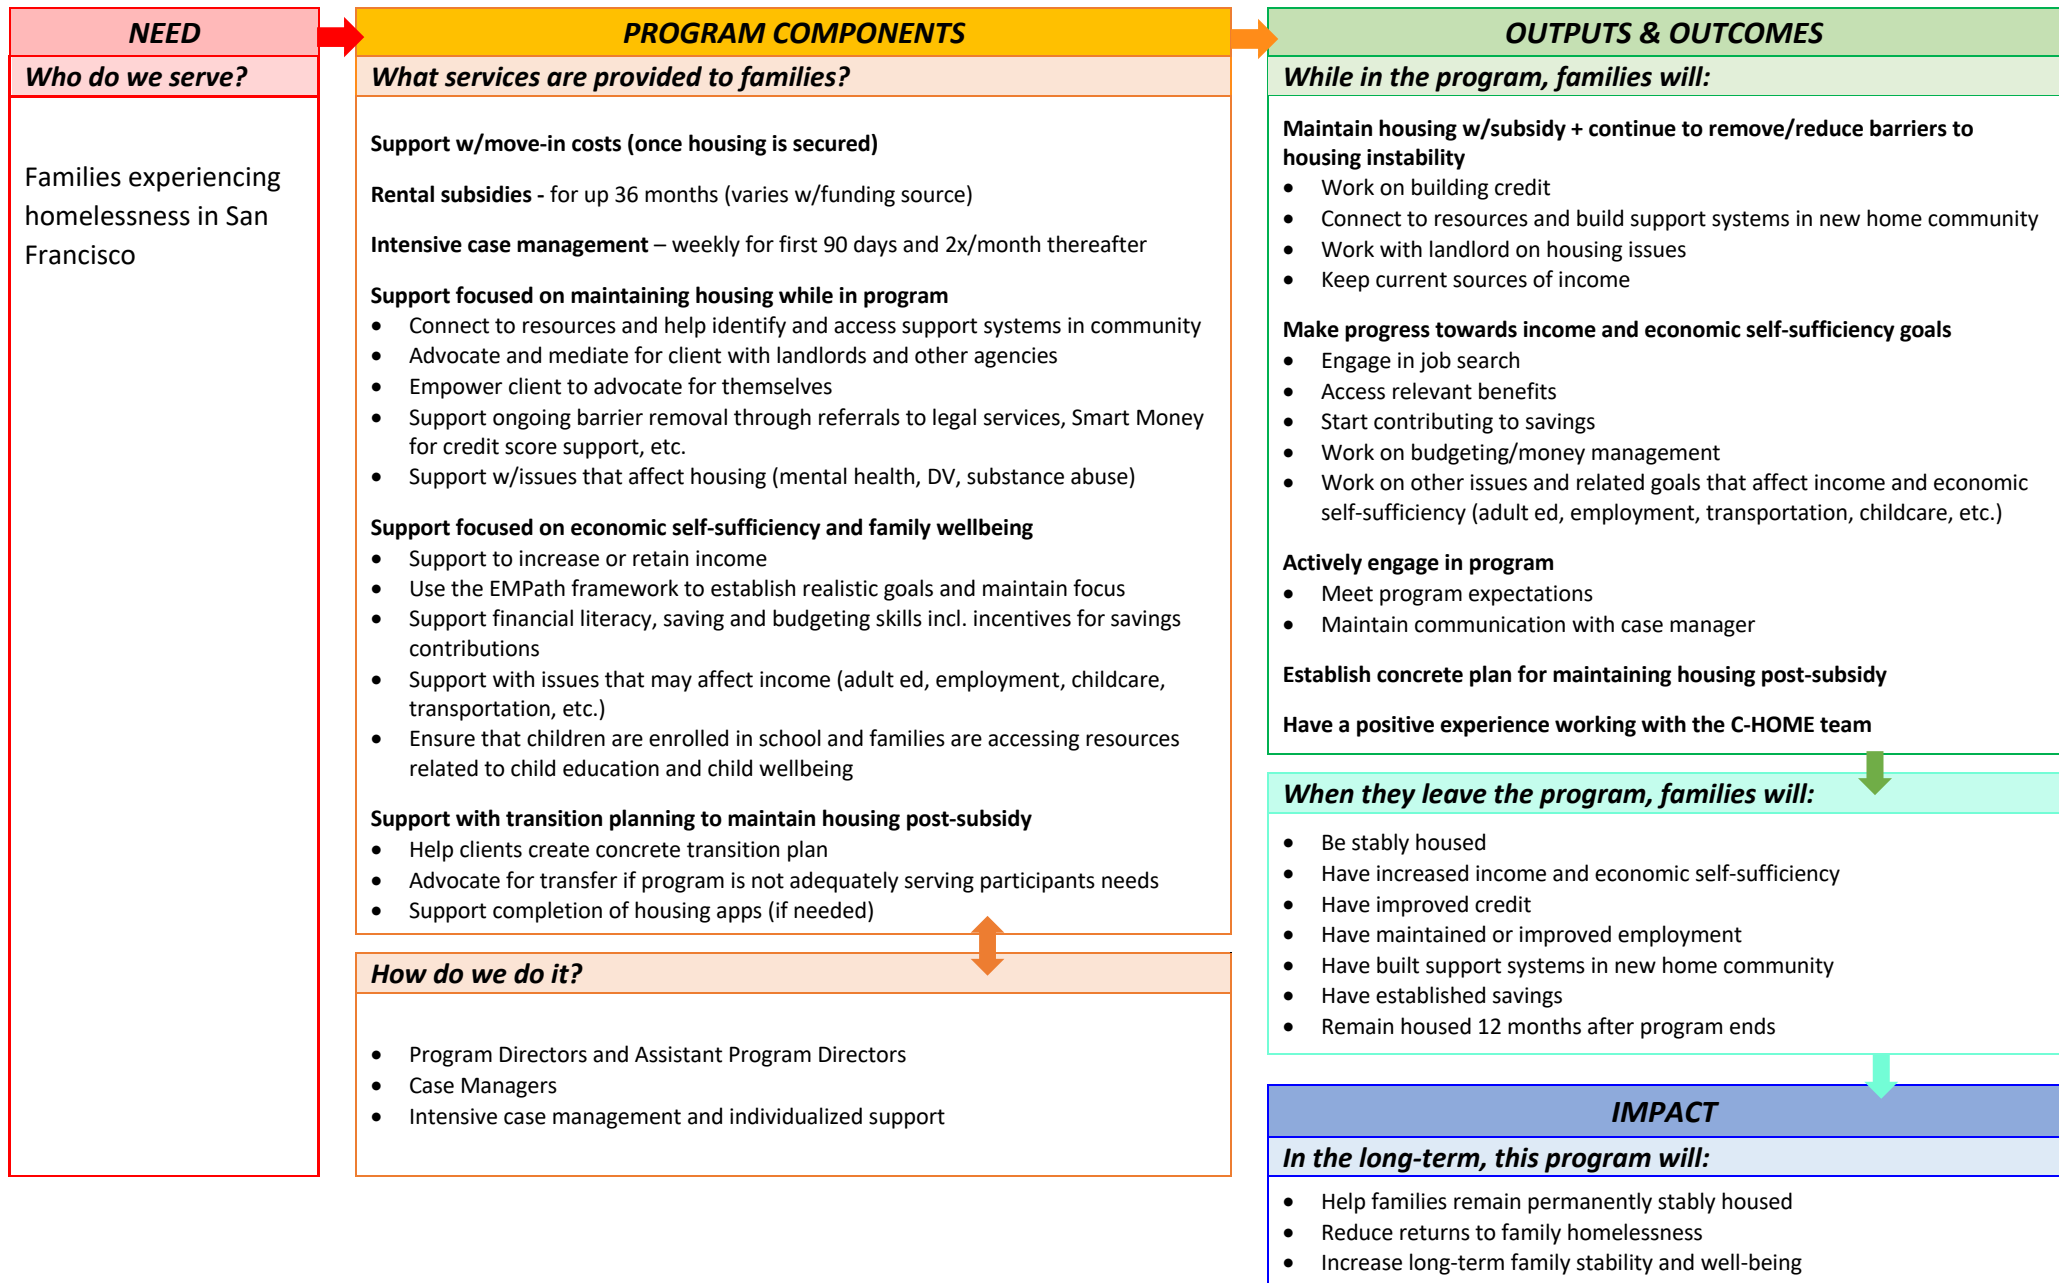 NEED
Who do we serve?
Families experiencing
homelessness in San
Francisco
PROGRAM COMPONENTS
What services are provided to families?
Support w/move-in costs (once housing is secured)
Rental subsidies - for up 36 months (varies w/funding source)
Intensive case management – weekly for first 90 days and 2x/month thereafter
Support focused on maintaining housing while in program
• Connect to resources and help identify and access support systems in community
• Advocate and mediate for client with landlords and other agencies
• Empower client to advocate for themselves
• Support ongoing barrier removal through referrals to legal services, Smart Money
for credit score support, etc.
• Support w/issues that affect housing (mental health, DV, substance abuse)
Support focused on economic self-sufficiency and family wellbeing
• Support to increase or retain income
• Use the EMPath framework to establish realistic goals and maintain focus
• Support financial literacy, saving and budgeting skills incl. incentives for savings
contributions
• Support with issues that may affect income (adult ed, employment, childcare,
transportation, etc.)
• Ensure that children are enrolled in school and families are accessing resources
related to child education and child wellbeing
Support with transition planning to maintain housing post-subsidy
• Help clients create concrete transition plan
• Advocate for transfer if program is not adequately serving participants needs
• Support completion of housing apps (if needed)
How do we do it?
• Program Directors and Assistant Program Directors
• Case Managers
• Intensive case management and individualized support
OUTPUTS & OUTCOMES
While in the program, families will:
Maintain housing w/subsidy + continue to remove/reduce barriers to
housing instability
• Work on building credit
• Connect to resources and build support systems in new home community
• Work with landlord on housing issues
• Keep current sources of income
Make progress towards income and economic self-sufficiency goals
• Engage in job search
• Access relevant benefits
• Start contributing to savings
• Work on budgeting/money management
• Work on other issues and related goals that affect income and economic
self-sufficiency (adult ed, employment, transportation, childcare, etc.)
Actively engage in program
• Meet program expectations
• Maintain communication with case manager
Establish concrete plan for maintaining housing post-subsidy
Have a positive experience working with the C-HOME team
When they leave the program, families will:
• Be stably housed
• Have increased income and economic self-sufficiency
• Have improved credit
• Have maintained or improved employment
• Have built support systems in new home community
• Have established savings
• Remain housed 12 months after program ends
IMPACT
In the long-term, this program will:
• Help families remain permanently stably housed
• Reduce returns to family homelessness
• Increase long-term family stability and well-being